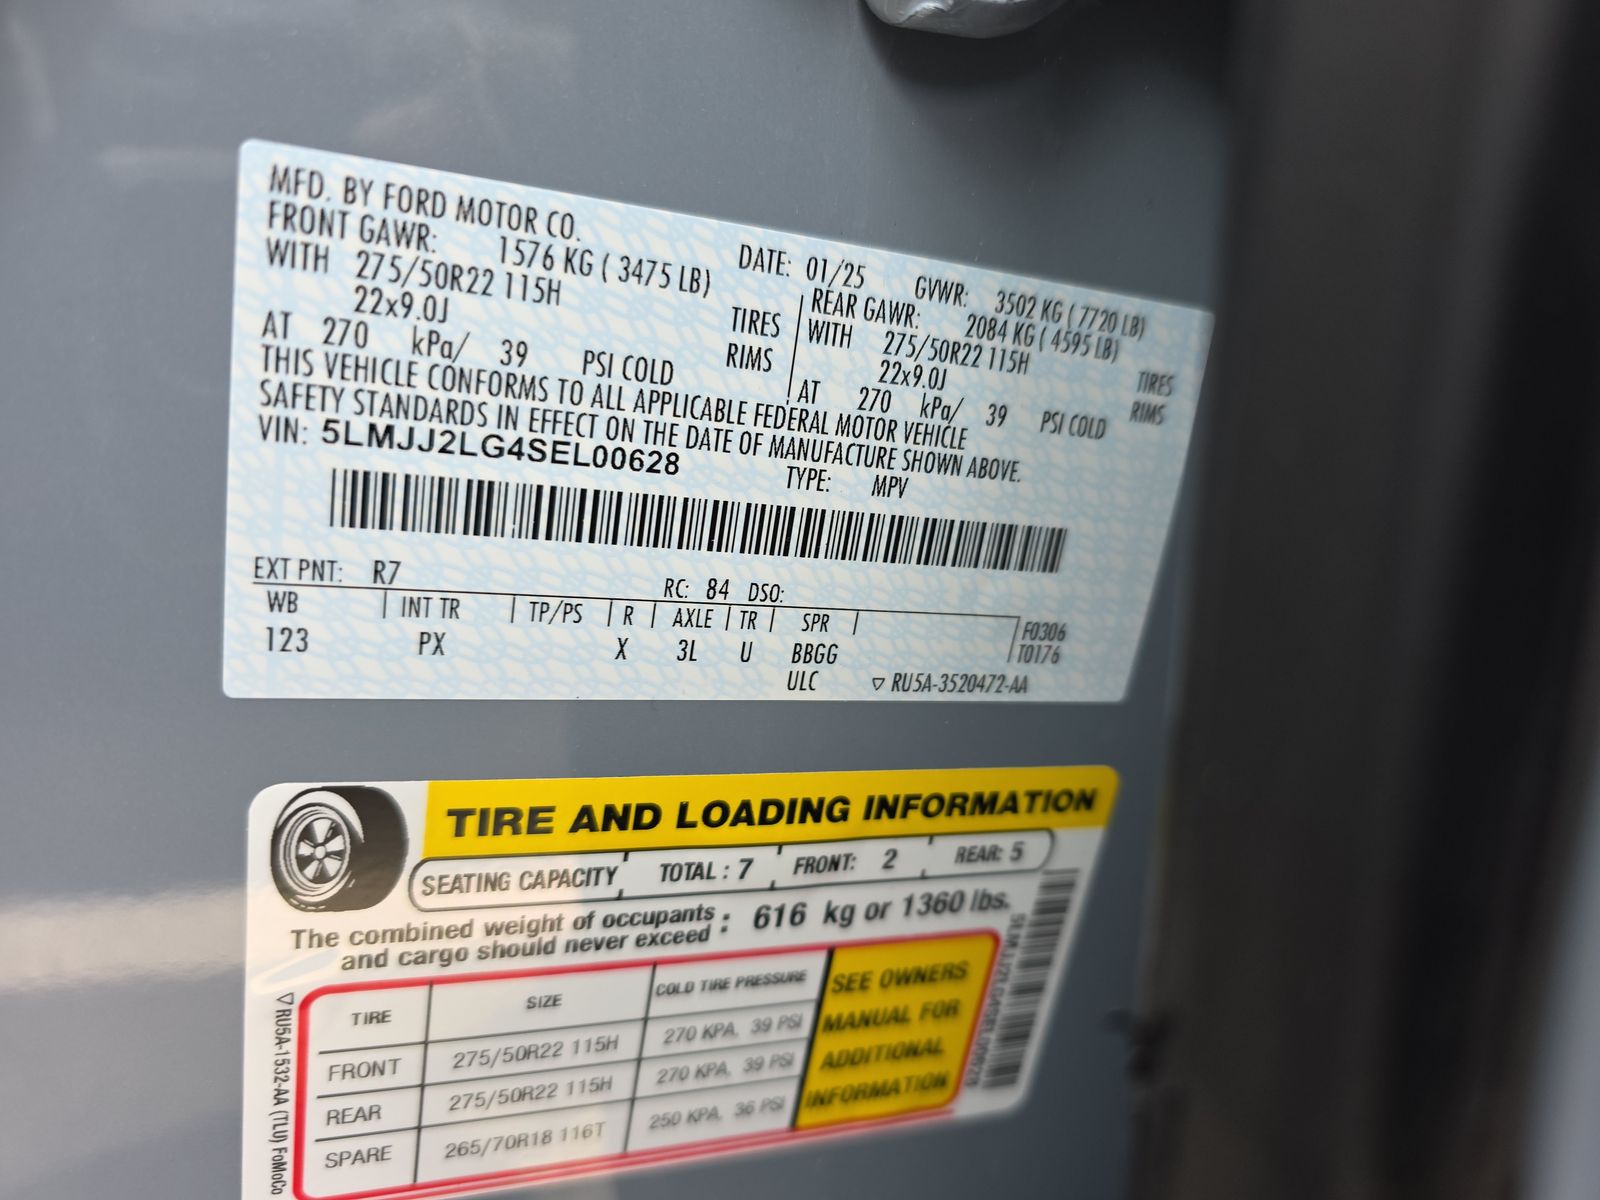 MFD. BY FORD MOTOR CO.
DATE: 01/25 GVWR: 3502 KG ( 7720 LB)
FRONT GAWR: 1576 KG ( 3475 LB) REAR GAWR: 2084 KG ( 4595 LB)
WITH 275/50R22 115H TIRES WITH 275/50R22 115H TIRES
22x9.0J RIMS 22x9.0J RIMS
AT 270 kPa/ 39 PSI COLD AT 270 kPa/ 39 PSI COLD
THIS VEHICLE CONFORMS TO ALL APPLICABLE FEDERAL MOTOR VEHICLE
SAFETY STANDARDS IN EFFECT ON THE DATE OF MANUFACTURE SHOWN ABOVE.
VIN: 5LMJJ2LG4SEL00628
TYPE: MPV
EXT PNT: R7 RC: 84 DSO:
WB INT TR TP/PS R AXLE TR SPR F0306
123 PX X 3L U BBGG T0176
ULC ▽ RU5A-3520472-AA
TIRE AND LOADING INFORMATION
SEATING CAPACITY TOTAL : 7 FRONT: 2 REAR: 5
The combined weight of occupants
and cargo should never exceed : 616 kg or 1360 lbs.
TIRE SIZE COLD TIRE PRESSURE
FRONT 275/50R22 115H 270 KPA, 39 PSI
REAR 275/50R22 115H 270 KPA, 39 PSI
SPARE 265/70R18 116T 250 KPA, 36 PSI
SEE OWNERS
MANUAL FOR
ADDITIONAL
INFORMATION
5LMJJ2LG4SEL00628
▽RU5A-1532-AA (TLU) FoMoCo